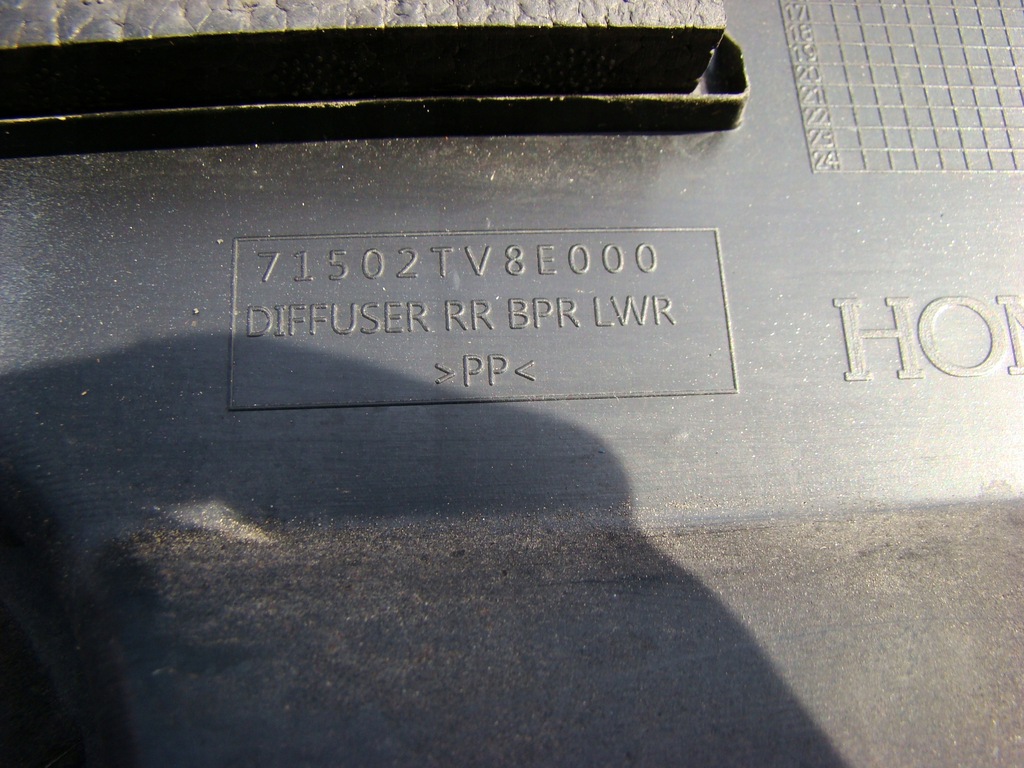 71502TV8E000
DIFFUSER RR BPR LWR
>PP<
HON